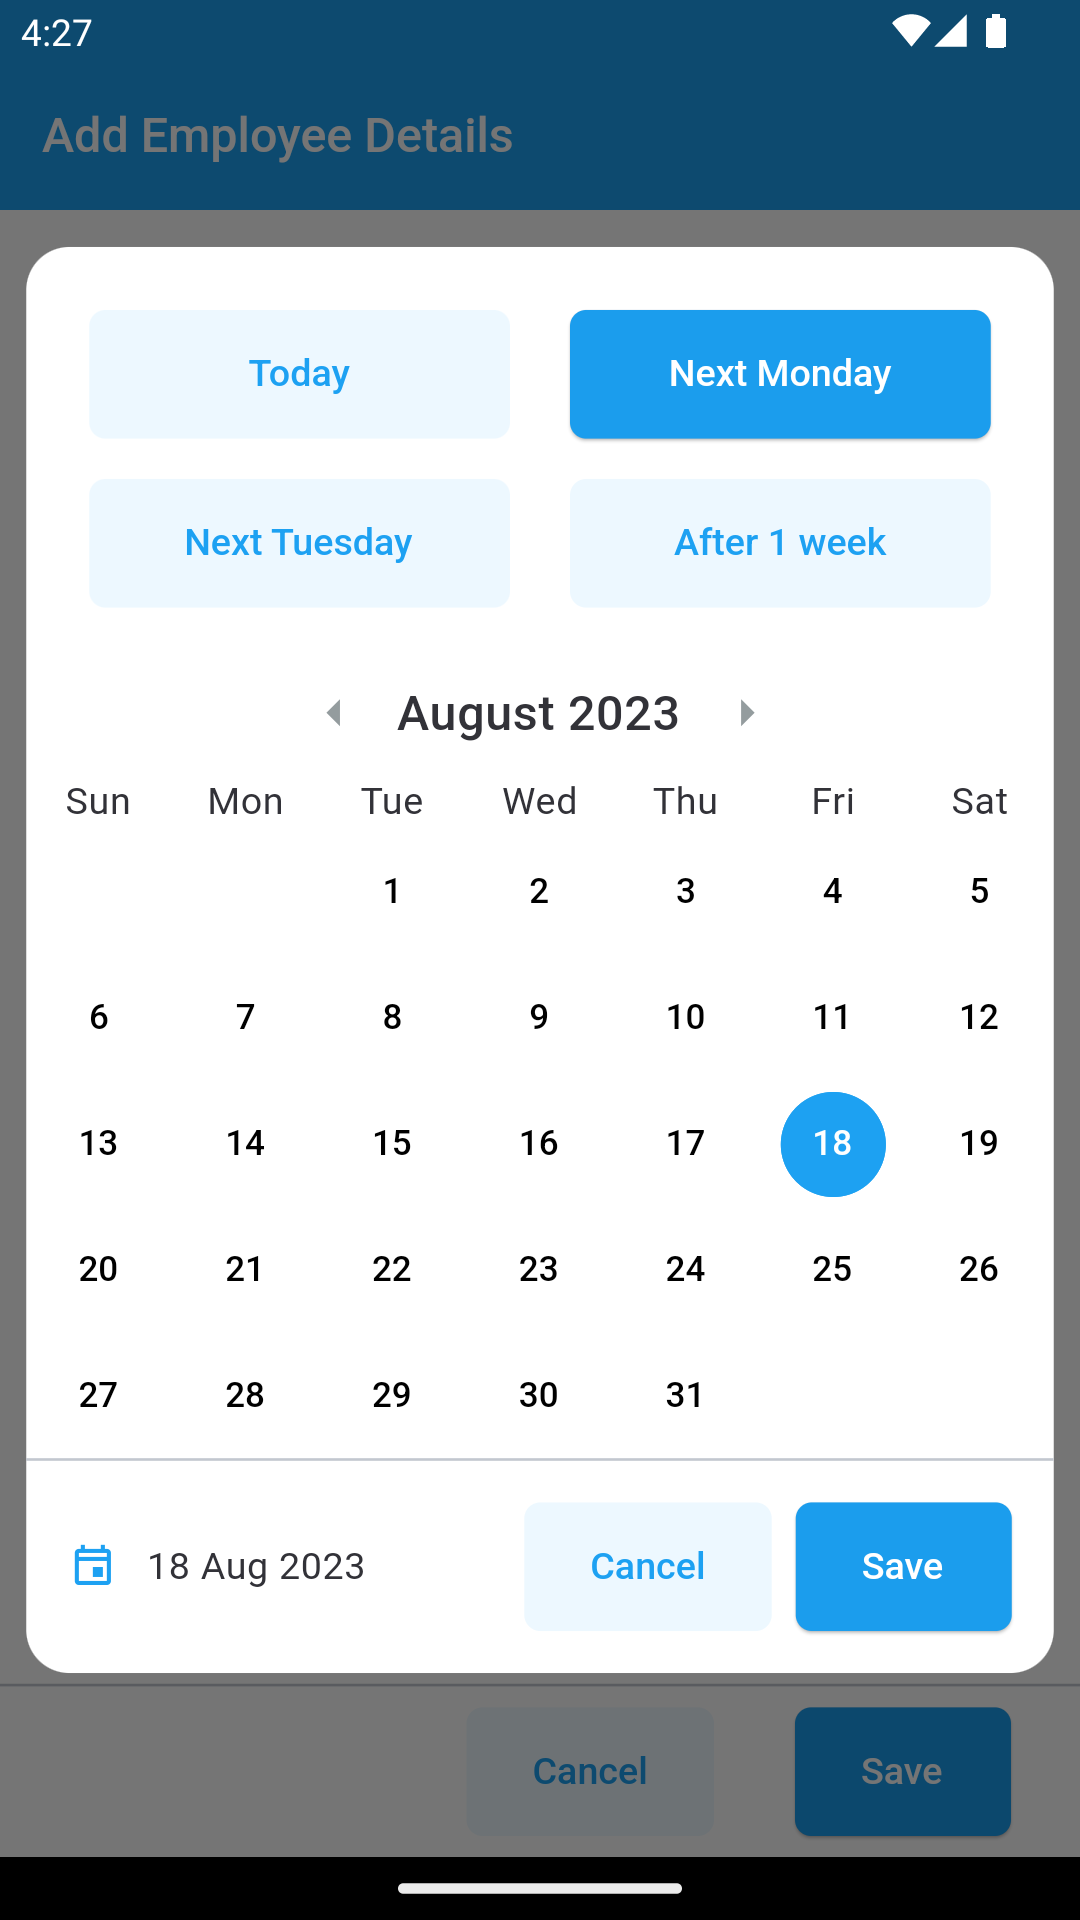 4:27
Add Employee Details
Today
Next Monday
Next Tuesday
After 1 week
August 2023
Sun Mon Tue Wed Thu Fri Sat
1 2 3 4 5
6 7 8 9 10 11 12
13 14 15 16 17 18 19
20 21 22 23 24 25 26
27 28 29 30 31
18 Aug 2023 Cancel Save
Cancel Save